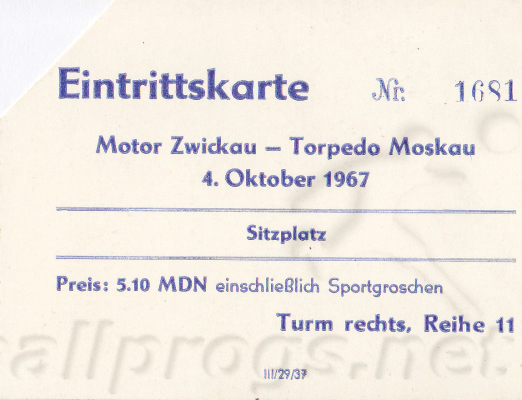 Eintrittskarte Nr. 1681
Motor Zwickau – Torpedo Moskau
4. Oktober 1967
Sitzplatz
Preis: 5.10 MDN einschließlich Sportgroschen
Turm rechts, Reihe 11
allprogs.net
III/29/37